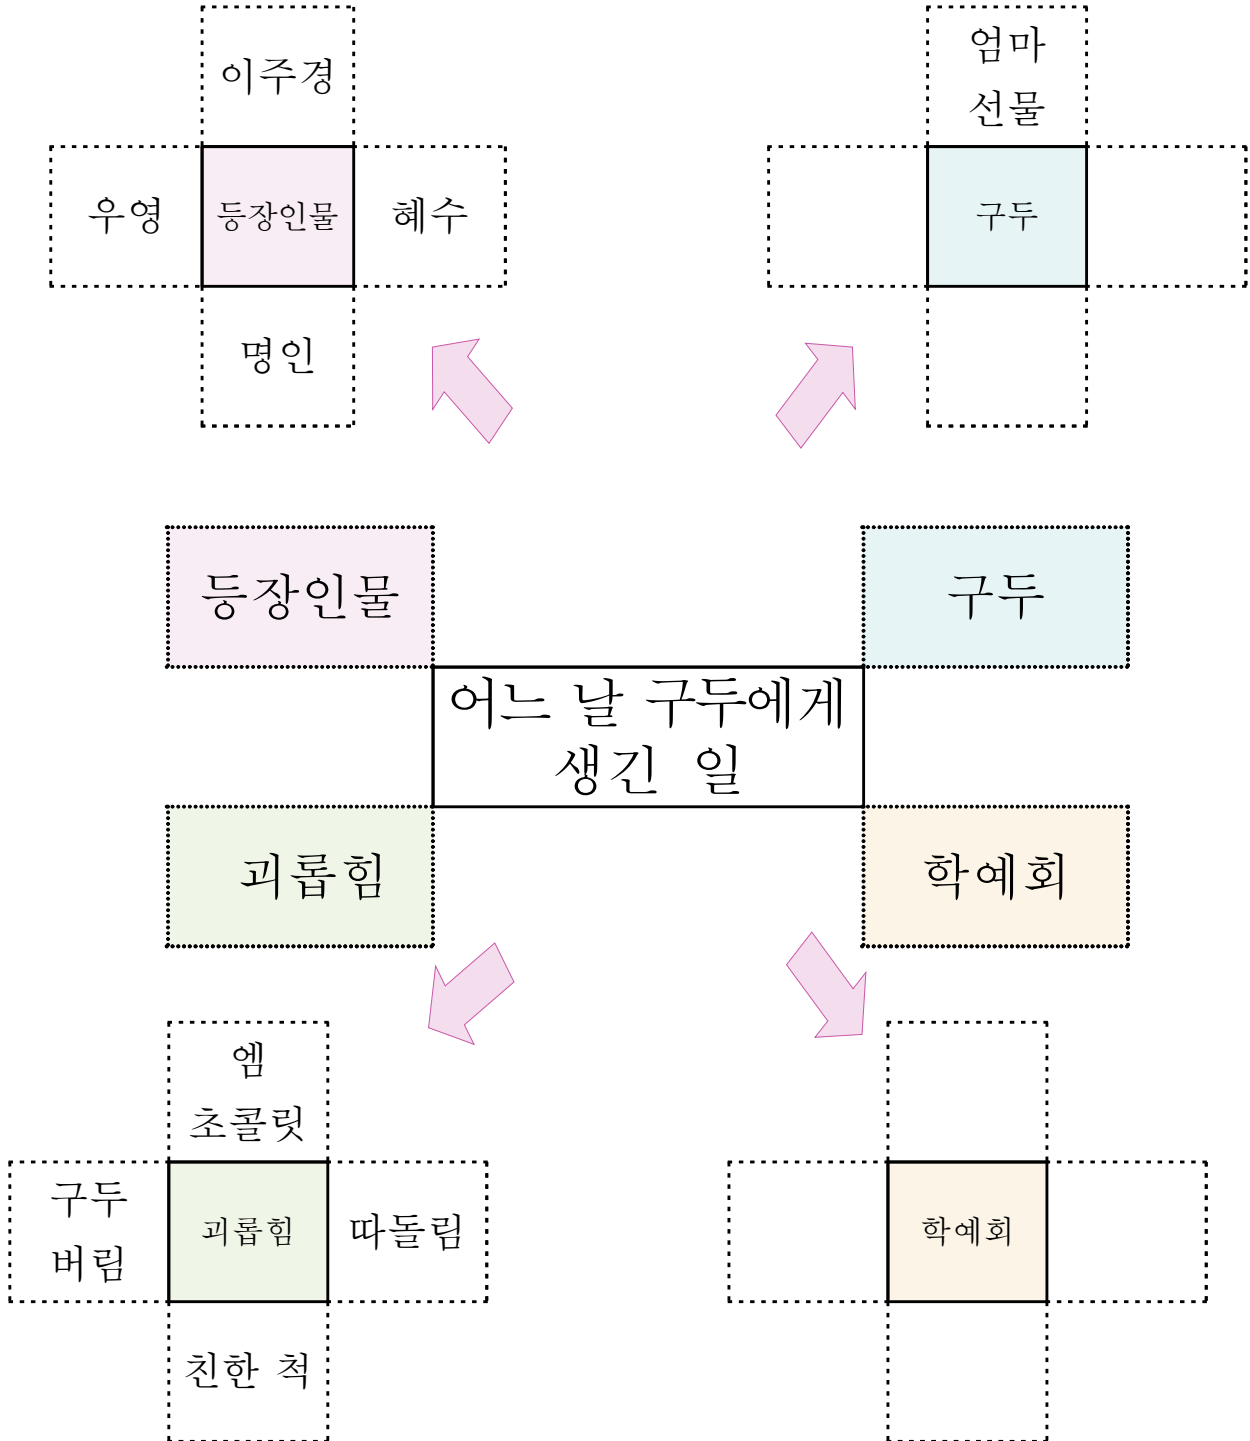 이주경
우영
등장인물
혜수
명인
엄마
선물
구두
등장인물
구두
어느 날 구두에게
생긴 일
괴롭힘
학예회
엠
초콜릿
구두
버림
괴롭힘
따돌림
친한 척
학예회